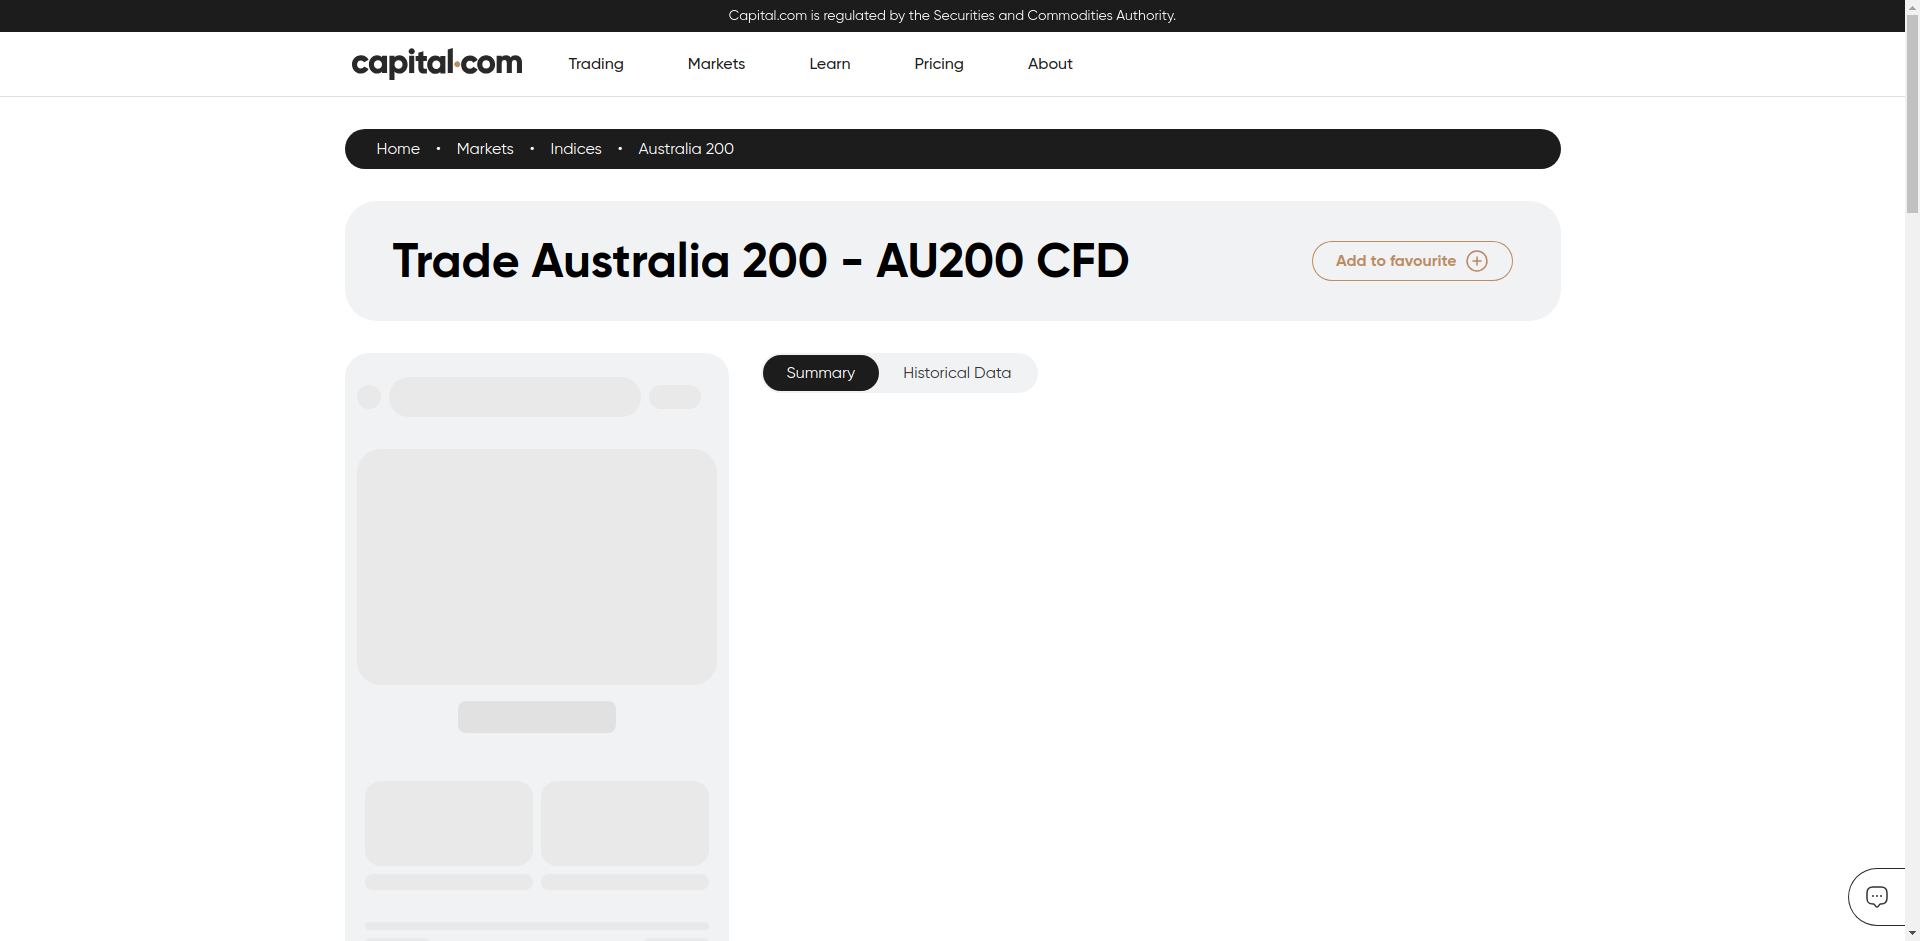 Capital.com is regulated by the Securities and Commodities Authority.
capital.com Trading Markets Learn Pricing About
Home • Markets • Indices • Australia 200
Trade Australia 200 - AU200 CFD
Add to favourite
Summary Historical Data